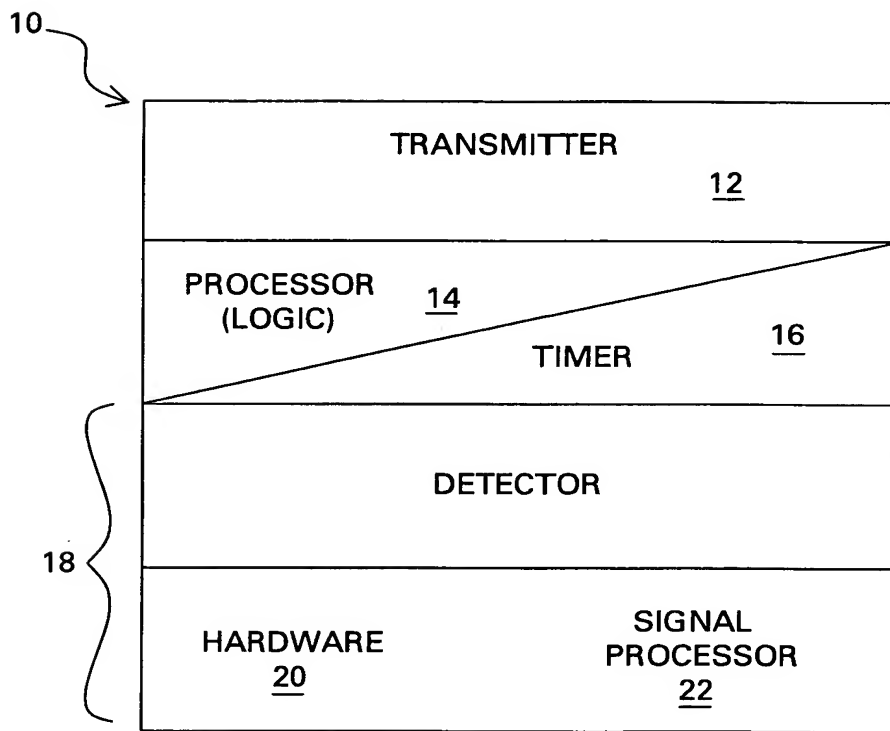 10
TRANSMITTER
12
PROCESSOR
(LOGIC)
14
16
TIMER
DETECTOR
18
HARDWARE
20
SIGNAL
PROCESSOR
22